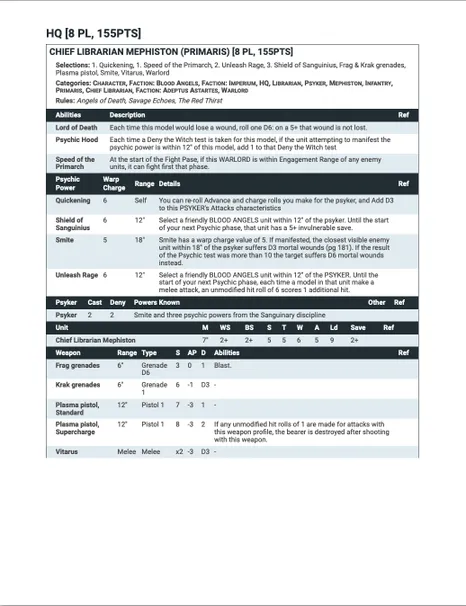 HQ [8 PL, 155PTS]
CHIEF LIBRARIAN MEPHISTON (PRIMARIS) [8 PL, 155PTS]
Selections: 1. Quickening, 1. Speed of the Primarch, 2. Unleash Rage, 3. Shield of Sanguinius, Frag & Krak grenades,
Plasma pistol, Smite, Vitarus, Warlord
Categories: CHARACTER, FACTION: BLOOD ANGELS, FACTION: IMPERIUM, HQ, LIBRARIAN, PSYKER, MEPHISTON, INFANTRY,
PRIMARIS, CHIEF LIBRARIAN, FACTION: ADEPTUS ASTARTES, WARLORD
Rules: Angels of Death, Savage Echoes, The Red Thirst
Abilities Description Ref
Lord of Death Each time this model would lose a wound, roll one D6: on a 5+ that wound is not lost.
Psychic Hood Each time a Deny the Witch test is taken for this model, if the unit attempting to manifest the
psychic power is within 12" of this model, add 1 to that Deny the Witch test
Speed of the At the start of the Fight Pase, if this WARLORD is within Engagement Rang of any enemy
Primarch units, it can fight first that phase.
Psychic Warp Range Details Ref
Power Charge
Quickening 6 Self You can re-roll Advance and charge rolls you make for the psyker, and Add D3
to this PSYKER's Attacks characteristics
Shield of 6 12" Select a friendly BLOOD ANGELS unit within 12" of the psyker. Until the start
Sanguinius of your next Psychic phase, that unit has a 5+ invulnerable save.
Smite 5 18" Smite has a warp charge value of 5. If manifested, the closest visible enemy
unit within 18" of the psyker suffers D3 mortal wounds (pg 181). If the result
of the Psychic test was more than 10 the target suffers D6 mortal wounds
instead.
Unleash Rage 6 12" Select a friendly BLOOD ANGELS unit within 12" of the PSYKER. Until the
start of your next Psychic phase, each time a model in that unit make a
melee attack, an unmodified hit roll of 6 scores 1 additional hit.
Psyker Cast Deny Powers Known Other Ref
Psyker 2 2 Smite and three psychic powers from the Sanguinary discipline
Unit M WS BS S T W A Ld Save Ref
Chief Librarian Mephiston 7" 2+ 2+ 5 5 6 5 9 2+
Weapon Range Type S AP D Abilities Ref
Frag grenades 6" Grenade 3 0 1 Blast.
D6
Krak grenades 6" Grenade 6 -1 D3 -
1
Plasma pistol, 12" Pistol 1 7 -3 1 -
Standard
Plasma pistol, 12" Pistol 1 8 -3 2 If any unmodified hit rolls of 1 are made for attacks with
Supercharge this weapon profile, the bearer is destroyed after shooting
with this weapon.
Vitarus Melee Melee x2 -3 D3 -